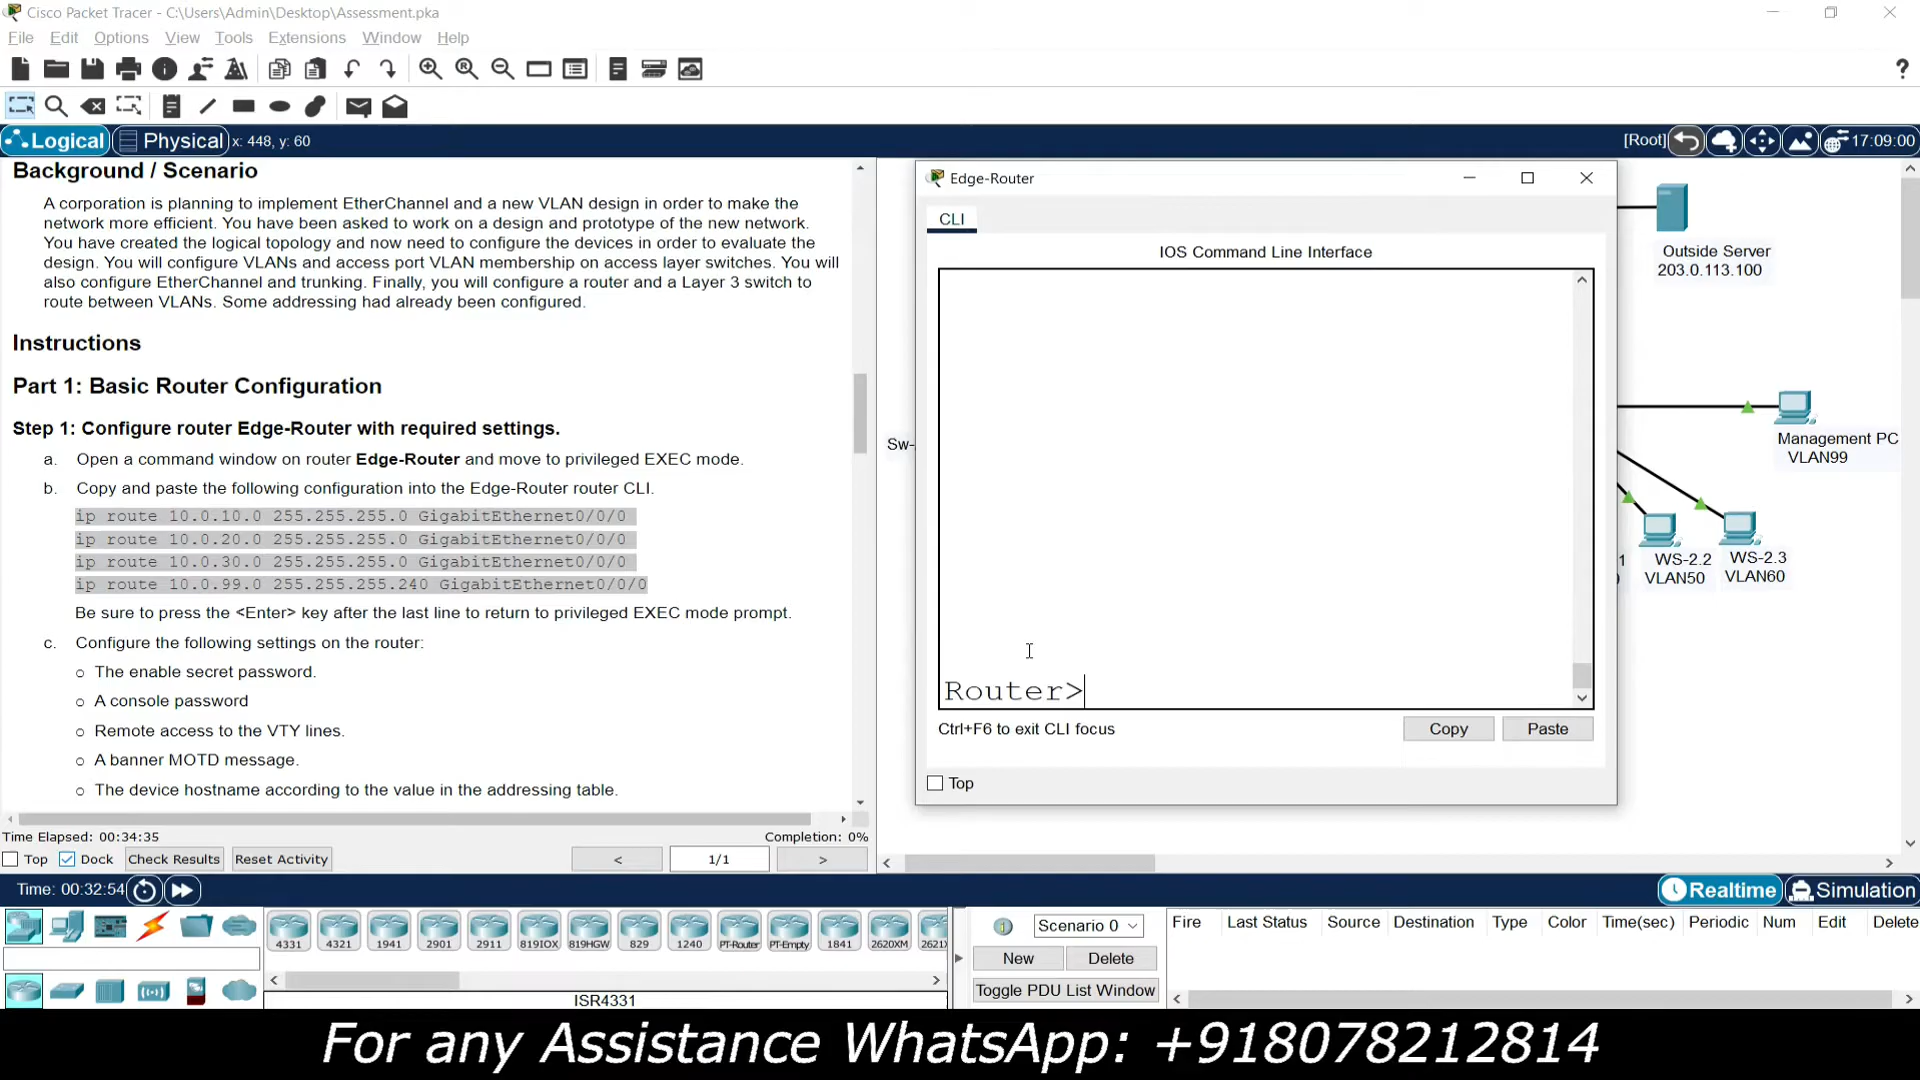 Cisco Packet Tracer - C:\Users\Admin\Desktop\Assessment.pka
File Edit Options View Tools Extensions Window Help
?
Logical Physical x: 448, y: 60
[Root] 17:09:00
Background / Scenario
A corporation is planning to implement EtherChannel and a new VLAN design in order to make the
network more efficient. You have been asked to work on a design and prototype of the new network.
You have created the logical topology and now need to configure the devices in order to evaluate the
design. You will configure VLANs and access port VLAN membership on access layer switches. You will
also configure EtherChannel and trunking. Finally, you will configure a router and a Layer 3 switch to
route between VLANs. Some addressing had already been configured.
Instructions
Part 1: Basic Router Configuration
Step 1: Configure router Edge-Router with required settings.
a. Open a command window on router Edge-Router and move to privileged EXEC mode.
b. Copy and paste the following configuration into the Edge-Router router CLI.
ip route 10.0.10.0 255.255.255.0 GigabitEthernet0/0/0
ip route 10.0.20.0 255.255.255.0 GigabitEthernet0/0/0
ip route 10.0.30.0 255.255.255.0 GigabitEthernet0/0/0
ip route 10.0.99.0 255.255.255.240 GigabitEthernet0/0/0
Be sure to press the <Enter> key after the last line to return to privileged EXEC mode prompt.
c. Configure the following settings on the router:
o The enable secret password.
o A console password
o Remote access to the VTY lines.
o A banner MOTD message.
o The device hostname according to the value in the addressing table.
Time Elapsed: 00:34:35 Completion: 0%
Top Dock Check Results Reset Activity < 1/1 >
Edge-Router
CLI
IOS Command Line Interface
Router>
Ctrl+F6 to exit CLI focus Copy Paste
Top
Sw-
Outside Server
203.0.113.100
Management PC
VLAN99
WS-2.2
VLAN50
WS-2.3
VLAN60
Time: 00:32:54 Realtime Simulation
4331 4321 1941 2901 2911 819IOX 819HGW 829 1240 PT-Router PT-Empty 1841 2620XM 2621X
ISR4331
Scenario 0
New Delete
Toggle PDU List Window
Fire Last Status Source Destination Type Color Time(sec) Periodic Num Edit Delete
For any Assistance WhatsApp: +918078212814